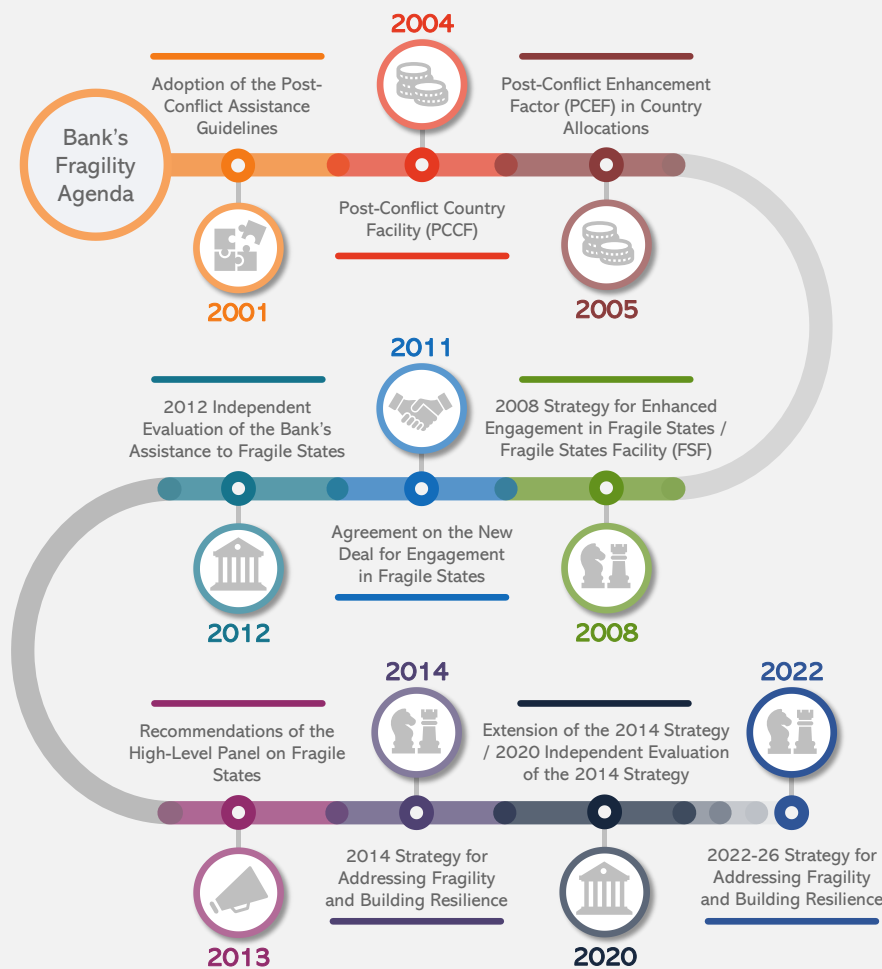 Bank's
Fragility
Agenda
Adoption of the Post-
Conflict Assistance
Guidelines
2001
2004
Post-Conflict Country
Facility (PCCF)
Post-Conflict Enhancement
Factor (PCEF) in Country
Allocations
2005
2008 Strategy for Enhanced
Engagement in Fragile States /
Fragile States Facility (FSF)
2008
2011
Agreement on the New
Deal for Engagement
in Fragile States
2012 Independent
Evaluation of the Bank's
Assistance to Fragile States
2012
Recommendations of the
High-Level Panel on Fragile
States
2013
2014
2014 Strategy for
Addressing Fragility
and Building Resilience
Extension of the 2014 Strategy
/ 2020 Independent Evaluation
of the 2014 Strategy
2020
2022
2022-26 Strategy for
Addressing Fragility
and Building Resilience